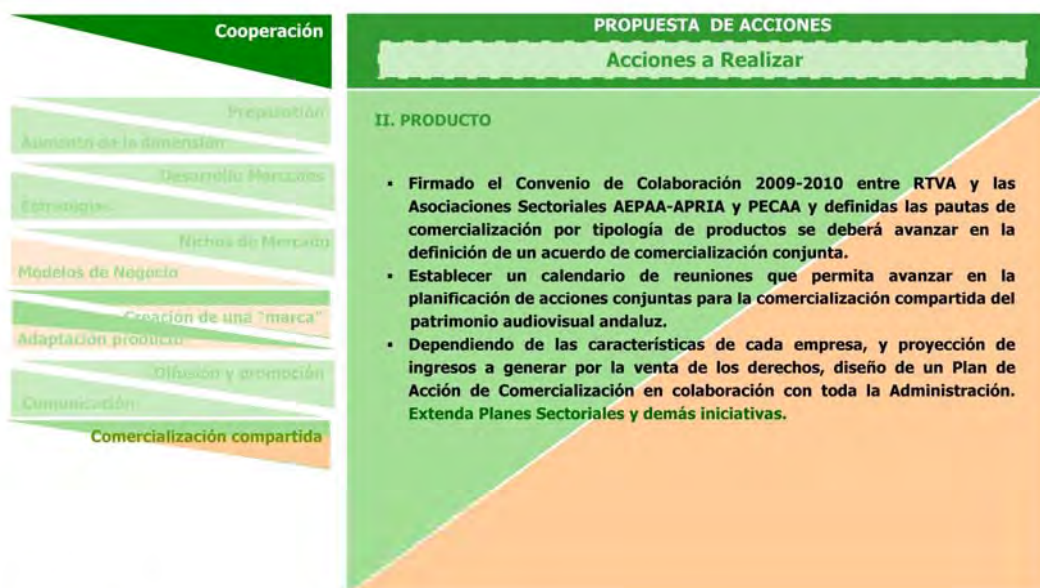 Cooperación
Preparación
Aumento de la dimensión
Desarrollo Mercados
Estrategias
Nichos de Mercado
Modelos de Negocio
Creación de una "marca"
Adaptación producto
Difusión y promoción
Comunicación
Comercialización compartida
PROPUESTA DE ACCIONES
Acciones a Realizar
II. PRODUCTO
▪ Firmado el Convenio de Colaboración 2009-2010 entre RTVA y las
Asociaciones Sectoriales AEPAA-APRIA y PECAA y definidas las pautas de
comercialización por tipología de productos se deberá avanzar en la
definición de un acuerdo de comercialización conjunta.
▪ Establecer un calendario de reuniones que permita avanzar en la
planificación de acciones conjuntas para la comercialización compartida del
patrimonio audiovisual andaluz.
▪ Dependiendo de las características de cada empresa, y proyección de
ingresos a generar por la venta de los derechos, diseño de un Plan de
Acción de Comercialización en colaboración con toda la Administración.
Extenda Planes Sectoriales y demás iniciativas.